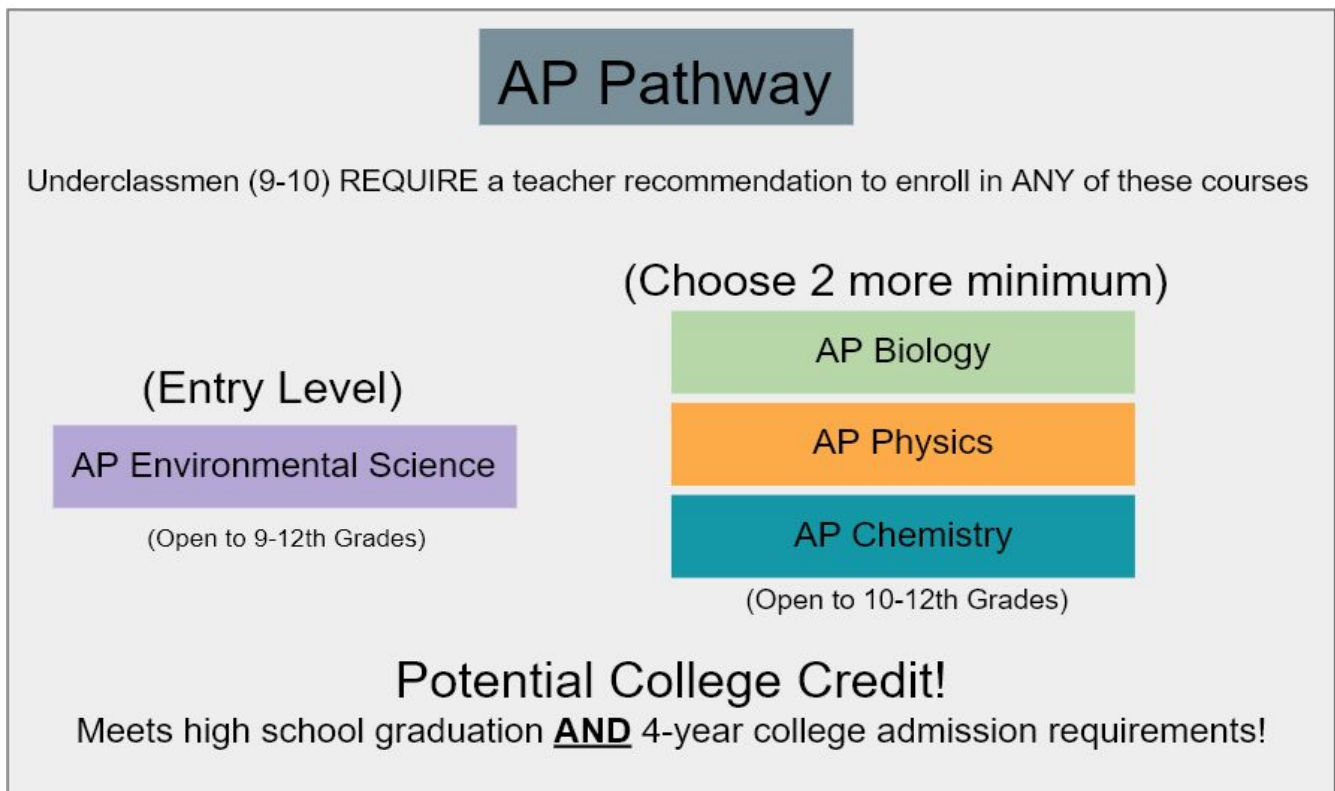 AP Pathway
Underclassmen (9-10) REQUIRE a teacher recommendation to enroll in ANY of these courses
(Entry Level)
AP Environmental Science
(Open to 9-12th Grades)
(Choose 2 more minimum)
AP Biology
AP Physics
AP Chemistry
(Open to 10-12th Grades)
Potential College Credit!
Meets high school graduation AND 4-year college admission requirements!